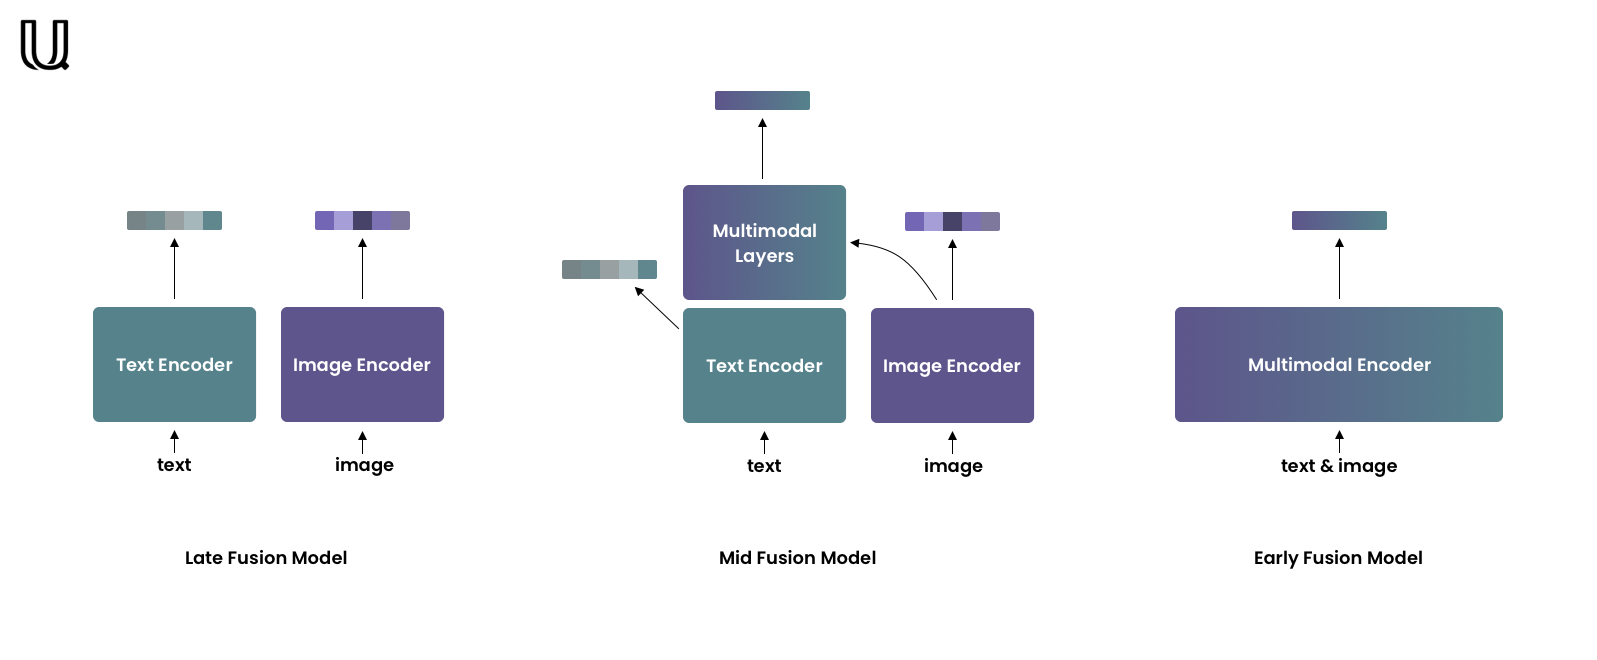 U
Multimodal
Layers
Text Encoder
Image Encoder
Text Encoder
Image Encoder
Multimodal Encoder
text
image
text
image
text & image
Late Fusion Model
Mid Fusion Model
Early Fusion Model